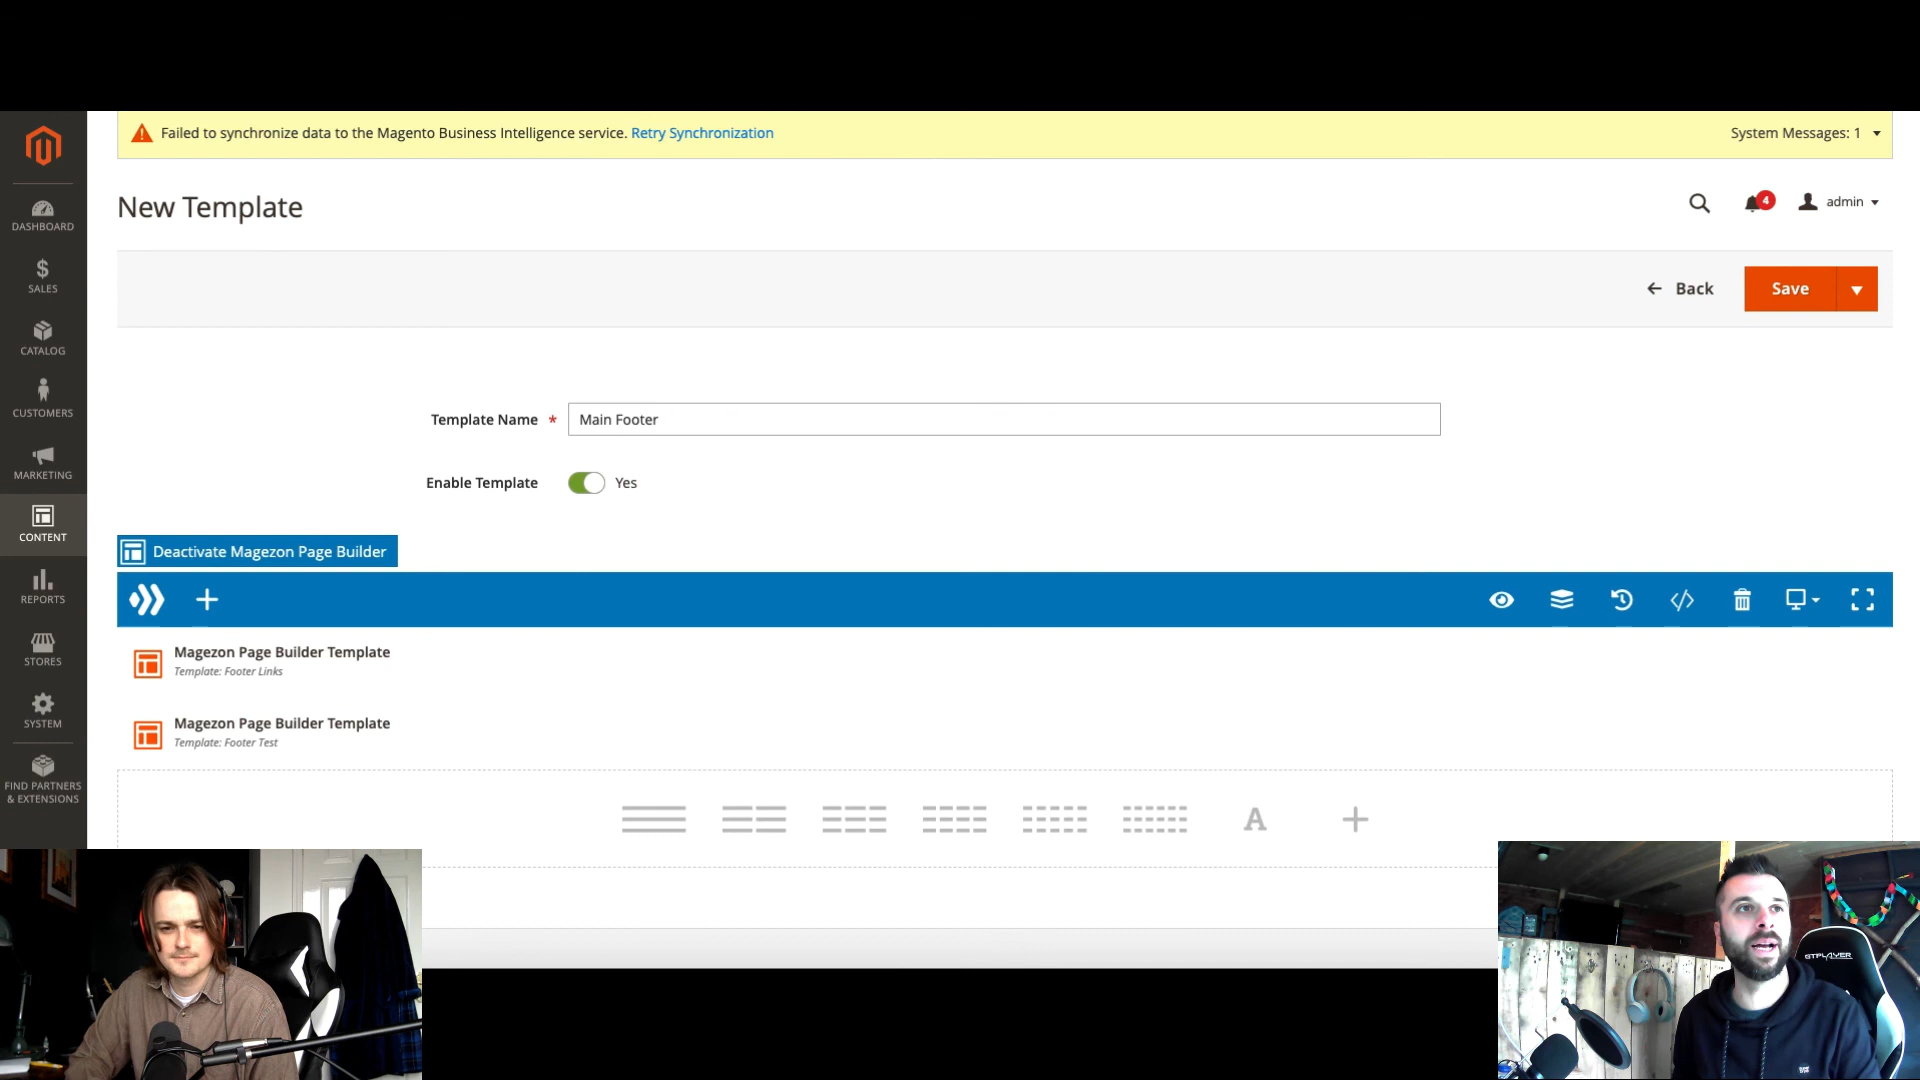 Failed to synchronize data to the Magento Business Intelligence service. Retry Synchronization
System Messages: 1
New Template
4
admin
DASHBOARD
SALES
CATALOG
CUSTOMERS
MARKETING
CONTENT
REPORTS
STORES
SYSTEM
FIND PARTNERS
& EXTENSIONS
Back
Save
Template Name *
Main Footer
Enable Template
Yes
Deactivate Magezon Page Builder
Magezon Page Builder Template
Template: Footer Links
Magezon Page Builder Template
Template: Footer Test
A
GTPLAYER